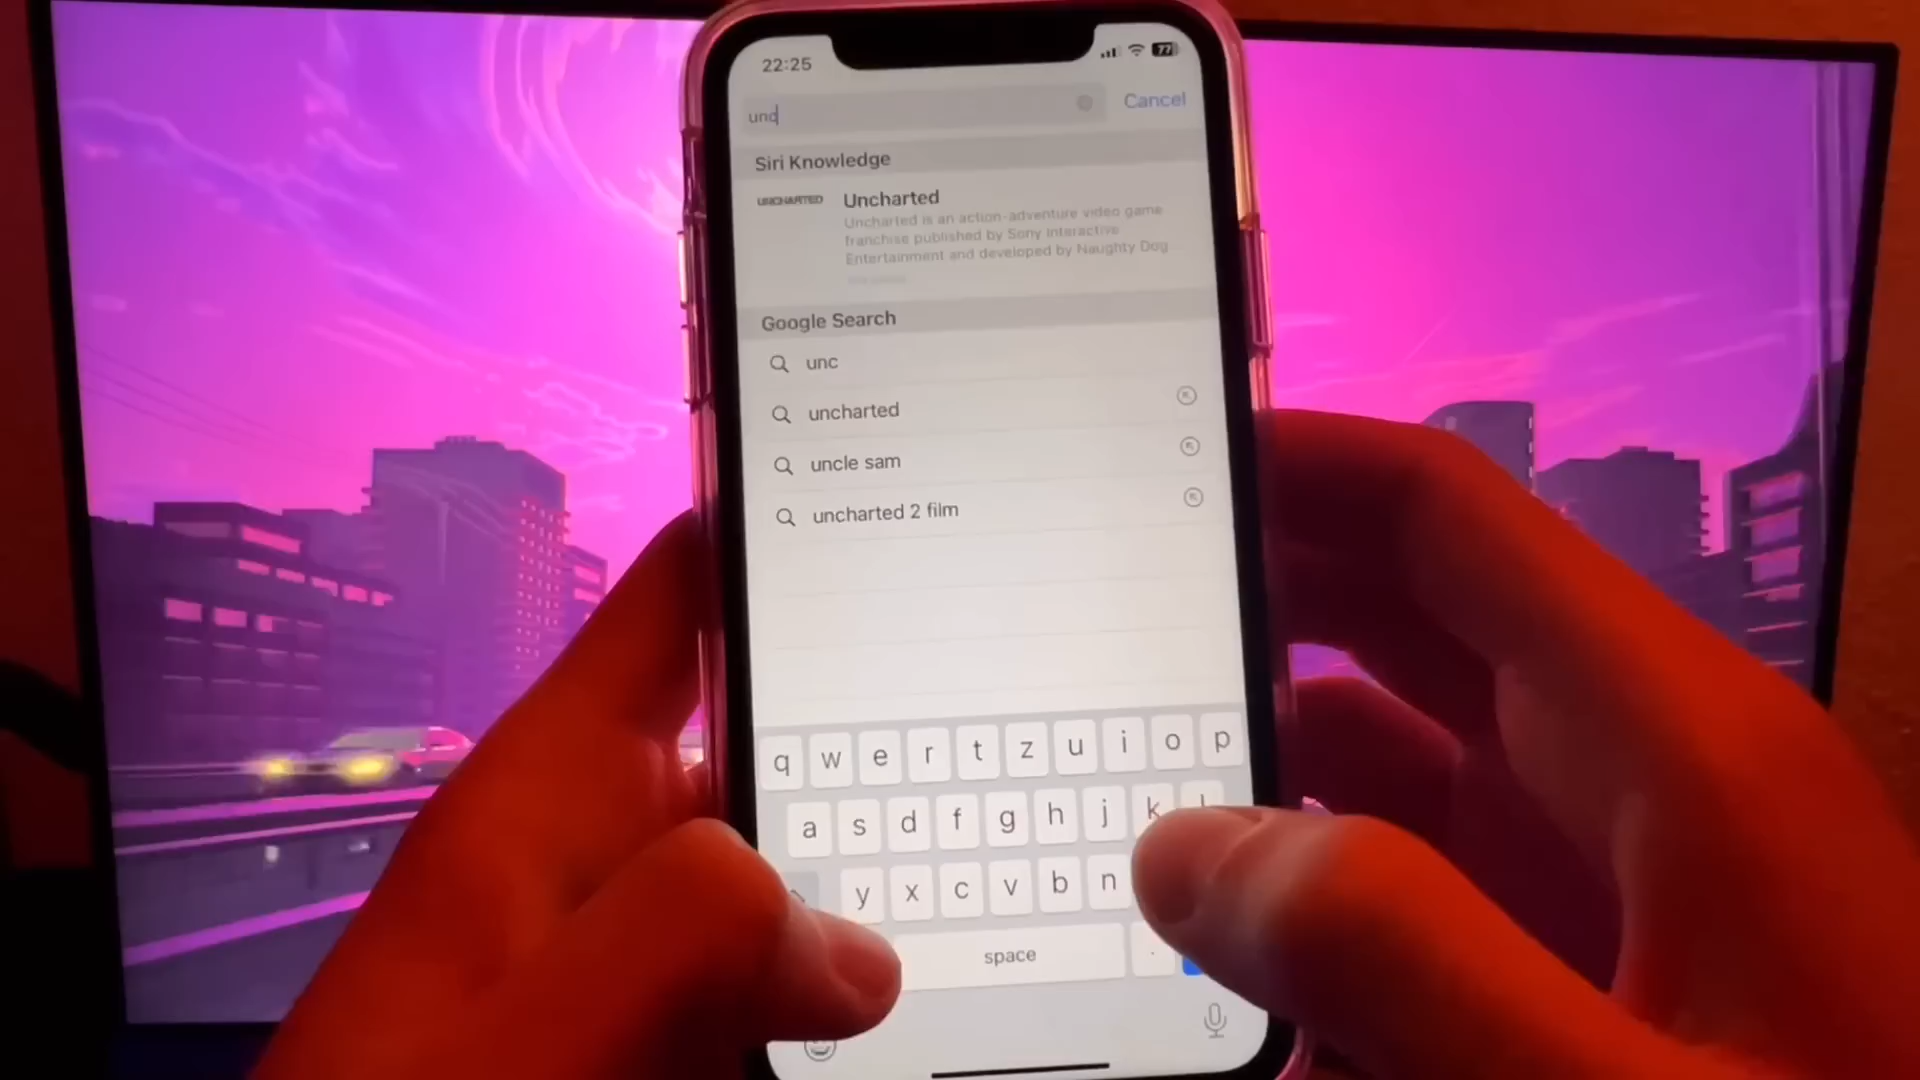 22:25
77
unc
Cancel
Siri Knowledge
UNCHARTED
Uncharted
Uncharted is an action-adventure video game
franchise published by Sony Interactive
Entertainment and developed by Naughty Dog
Google Search
unc
uncharted
uncle sam
uncharted 2 film
q w e r t z u i o p
a s d f g h j k
y x c v b n
space .